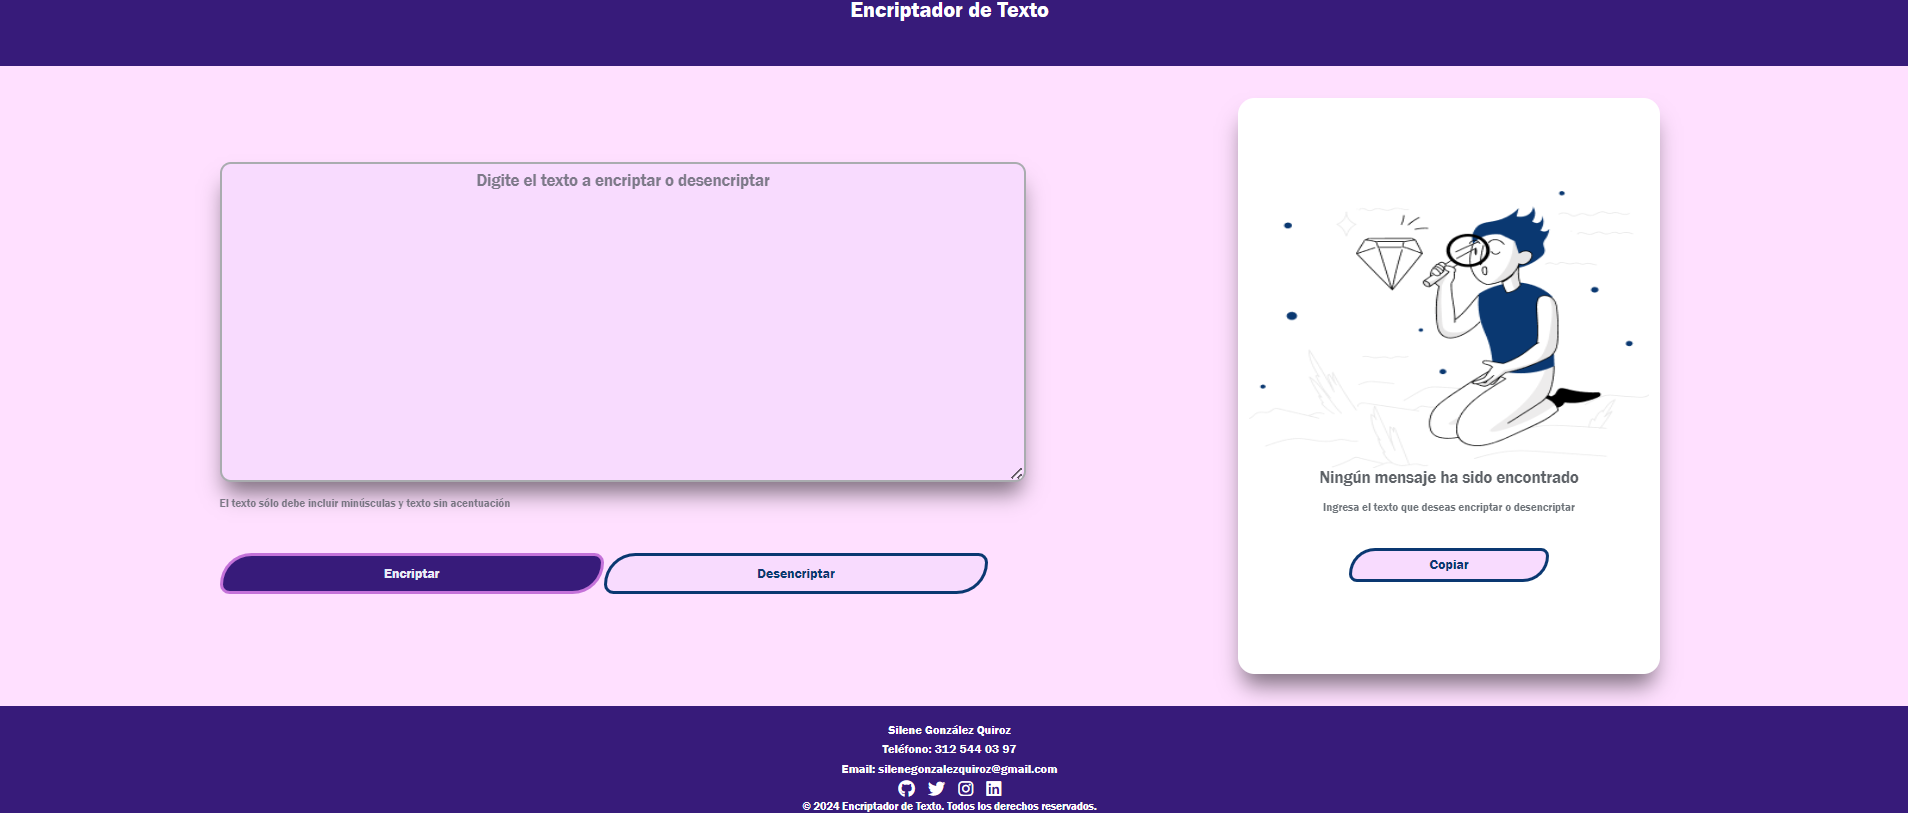 Encriptador de Texto
Digite el texto a encriptar o desencriptar
El texto sólo debe incluir minúsculas y texto sin acentuación
Encriptar
Desencriptar
Ningún mensaje ha sido encontrado
Ingresa el texto que deseas encriptar o desencriptar
Copiar
Silene González Quiroz
Teléfono: 312 544 03 97
Email: silenegonzalezquiroz@gmail.com
© 2024 Encriptador de Texto. Todos los derechos reservados.